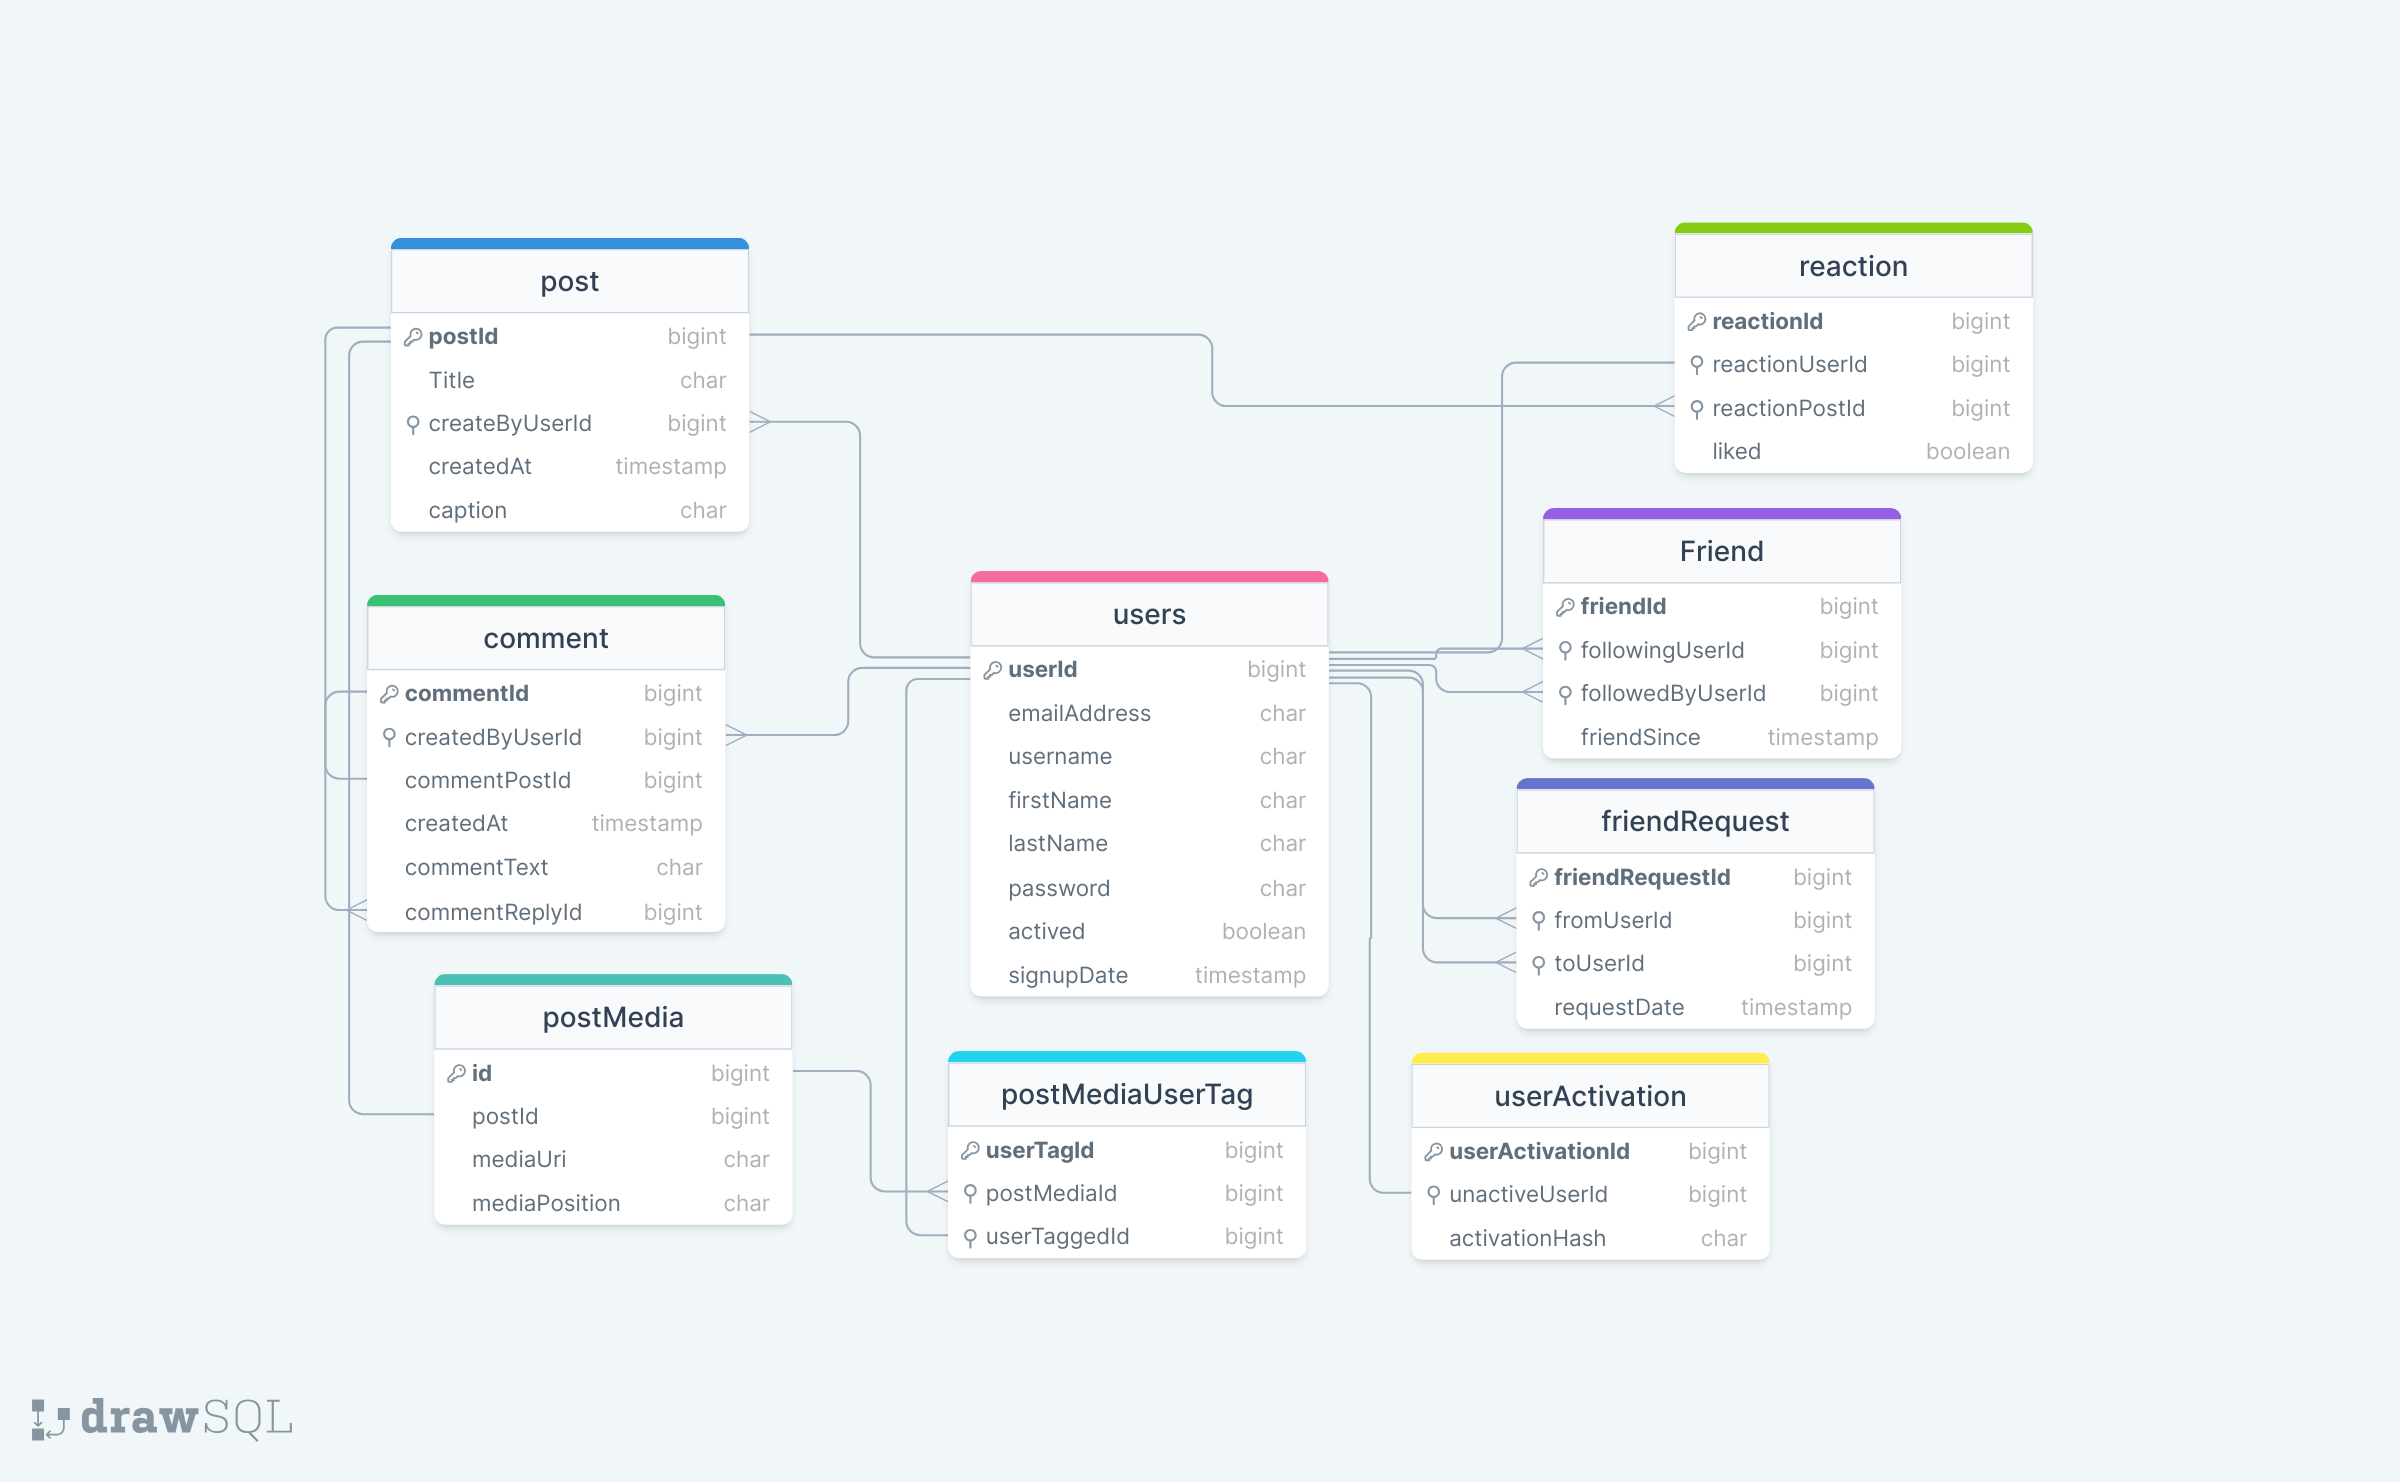 post
postId bigint
Title char
createByUserId bigint
createdAt timestamp
caption char
reaction
reactionId bigint
reactionUserId bigint
reactionPostId bigint
liked boolean
Friend
friendId bigint
followingUserId bigint
followedByUserId bigint
friendSince timestamp
comment
commentId bigint
createdByUserId bigint
commentPostId bigint
createdAt timestamp
commentText char
commentReplyId bigint
users
userId bigint
emailAddress char
username char
firstName char
lastName char
password char
actived boolean
signupDate timestamp
friendRequest
friendRequestId bigint
fromUserId bigint
toUserId bigint
requestDate timestamp
postMedia
id bigint
postId bigint
mediaUri char
mediaPosition char
postMediaUserTag
userTagId bigint
postMediaId bigint
userTaggedId bigint
userActivation
userActivationId bigint
unactiveUserId bigint
activationHash char
drawSQL